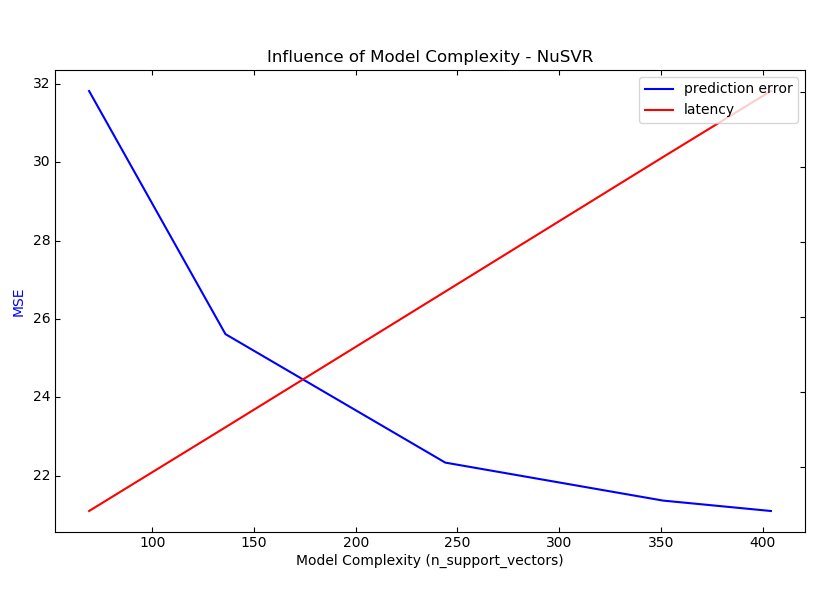 Influence of Model Complexity - NuSVR
prediction error
latency
32
30
28
26
24
22
MSE
100 150 200 250 300 350 400
Model Complexity (n_support_vectors)